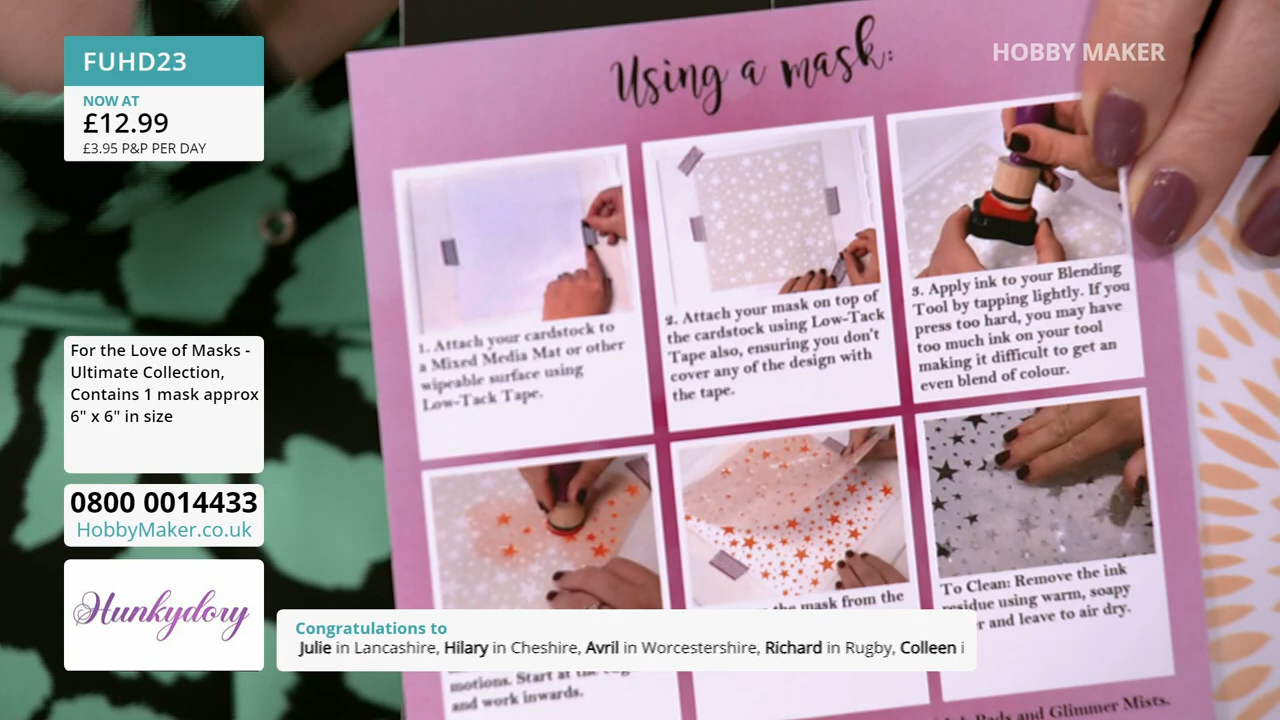 FUHD23
NOW AT
£12.99
£3.95 P&P PER DAY
For the Love of Masks -
Ultimate Collection,
Contains 1 mask approx
6" x 6" in size
0800 0014433
HobbyMaker.co.uk
Hunkydory
HOBBY MAKER
Using a mask:
1. Attach your cardstock to
a Mixed Media Mat or other
wipeable surface using
Low-Tack Tape.
2. Attach your mask on top of
the cardstock using Low-Tack
Tape also, ensuring you don't
cover any of the design with
the tape.
3. Apply ink to your Blending
Tool by tapping lightly. If you
press too hard, you may have
too much ink on your tool
making it difficult to get an
even blend of colour.
motions. Start at the
and work inwards.
the mask from the
To Clean: Remove the ink
residue using warm, soapy
and leave to air dry.
Pads and Glimmer Mists.
Congratulations to
Julie in Lancashire, Hilary in Cheshire, Avril in Worcestershire, Richard in Rugby, Colleen i